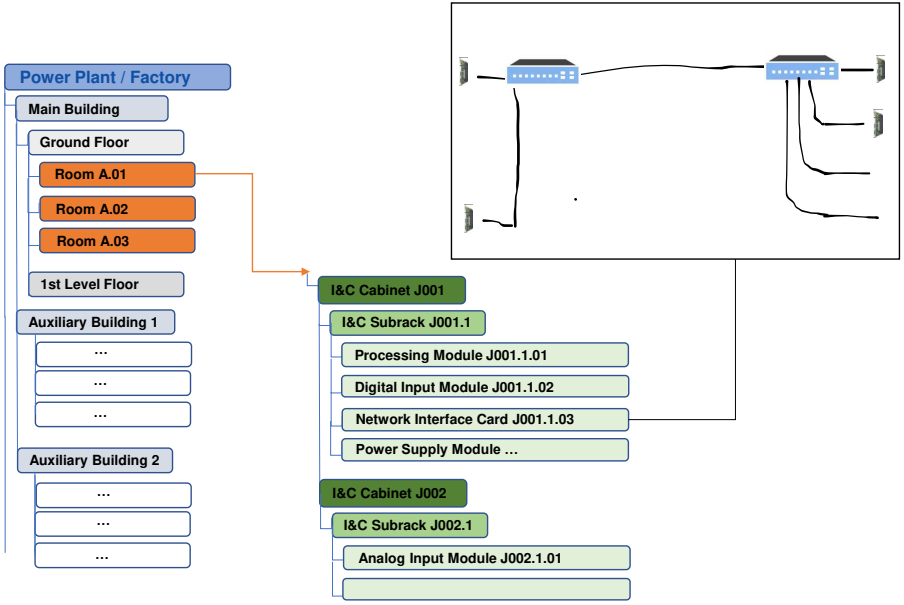 Power Plant / Factory
Main Building
Ground Floor
Room A.01
Room A.02
Room A.03
1st Level Floor
Auxiliary Building 1
...
...
...
Auxiliary Building 2
...
...
...
I&C Cabinet J001
I&C Subrack J001.1
Processing Module J001.1.01
Digital Input Module J001.1.02
Network Interface Card J001.1.03
Power Supply Module ...
I&C Cabinet J002
I&C Subrack J002.1
Analog Input Module J002.1.01